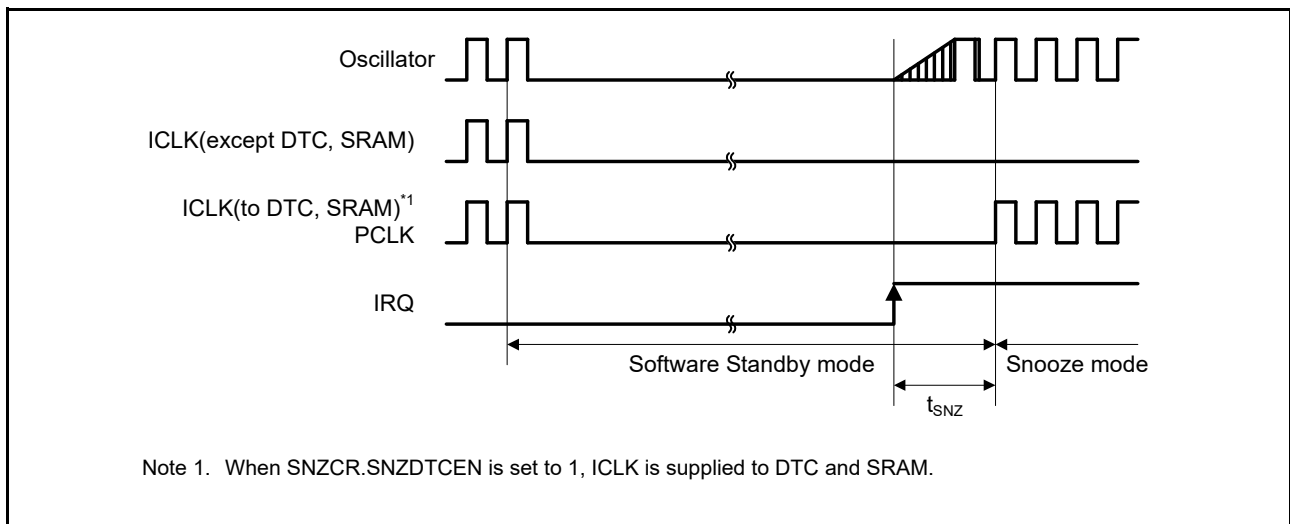 Oscillator
ICLK(except DTC, SRAM)
ICLK(to DTC, SRAM)*1
PCLK
IRQ
Software Standby mode
Snooze mode
tSNZ
Note 1. When SNZCR.SNZDTCEN is set to 1, ICLK is supplied to DTC and SRAM.